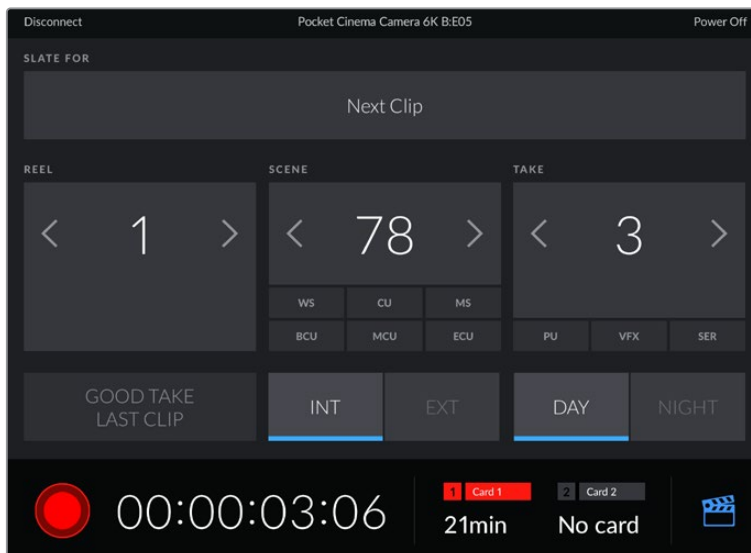 Disconnect Pocket Cinema Camera 6K B:E05 Power Off
SLATE FOR
Next Clip
REEL SCENE TAKE
1 78 3
WS CU MS
BCU MCU ECU PU VFX SER
GOOD TAKE
LAST CLIP
INT EXT DAY NIGHT
1 Card 1 2 Card 2
00:00:03:06 21min No card